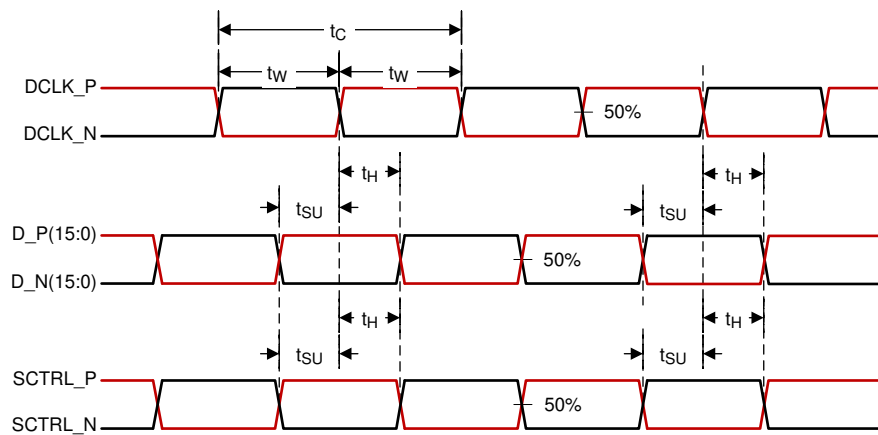 tC
tW tW
DCLK_P
50%
DCLK_N
tH tH
tSU tSU
D_P(15:0)
50%
D_N(15:0)
tH tH
tSU tSU
SCTRL_P
50%
SCTRL_N